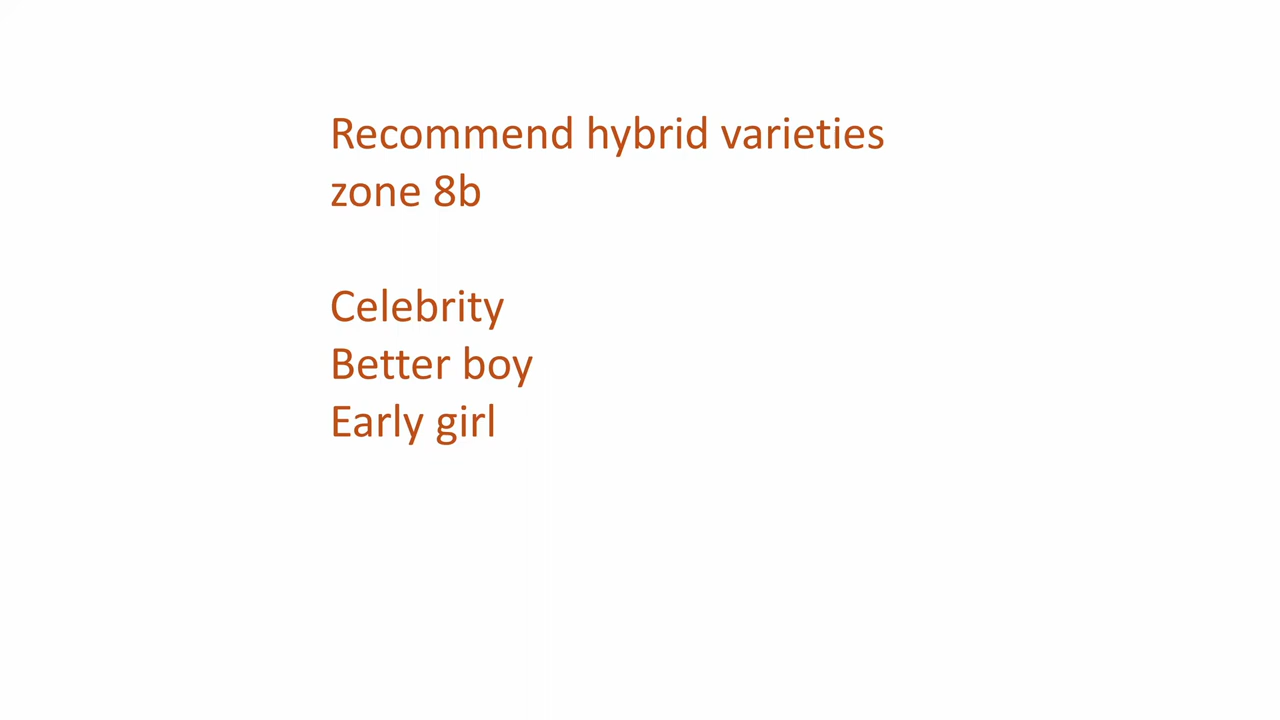 Recommend hybrid varieties
zone 8b
Celebrity
Better boy
Early girl